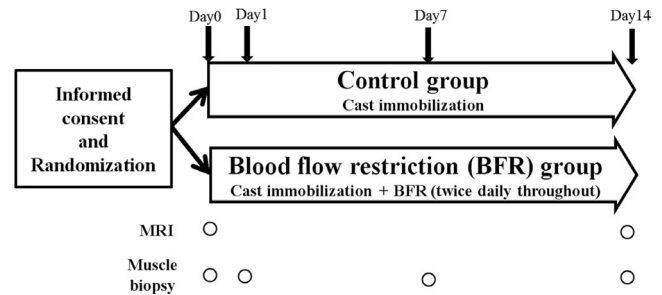 Day0
Day1
Day7
Day14
Informed
consent
and
Randomization
Control group
Cast immobilization
Blood flow restriction (BFR) group
Cast immobilization + BFR (twice daily throughout)
MRI
Muscle
biopsy